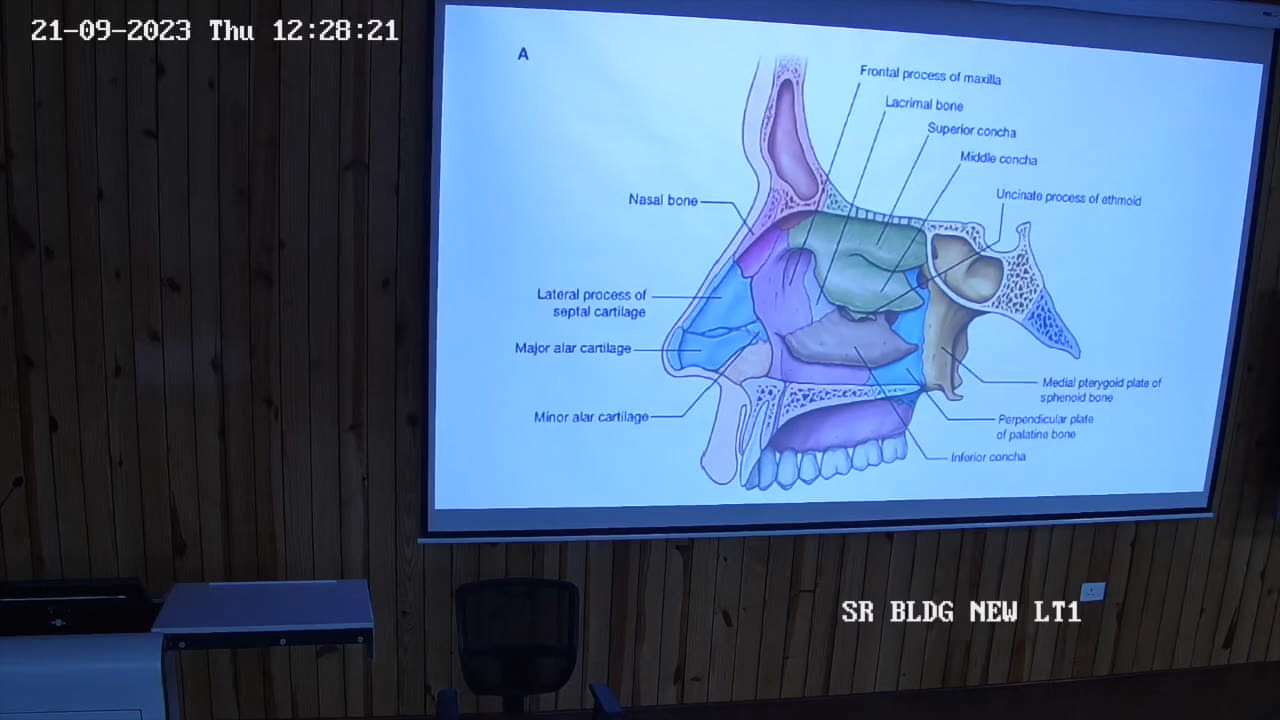 21-09-2023 Thu 12:28:21
A
Frontal process of maxilla
Lacrimal bone
Superior concha
Middle concha
Uncinate process of ethmoid
Nasal bone
Lateral process of
septal cartilage
Major alar cartilage
Minor alar cartilage
Medial pterygoid plate of
sphenoid bone
Perpendicular plate
of palatine bone
Inferior concha
SR BLDG NEW LT1